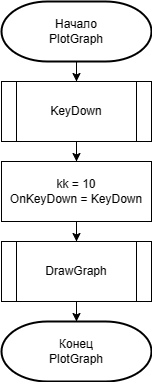 Начало
PlotGraph
KeyDown
kk = 10
OnKeyDown = KeyDown
DrawGraph
Конец
PlotGraph